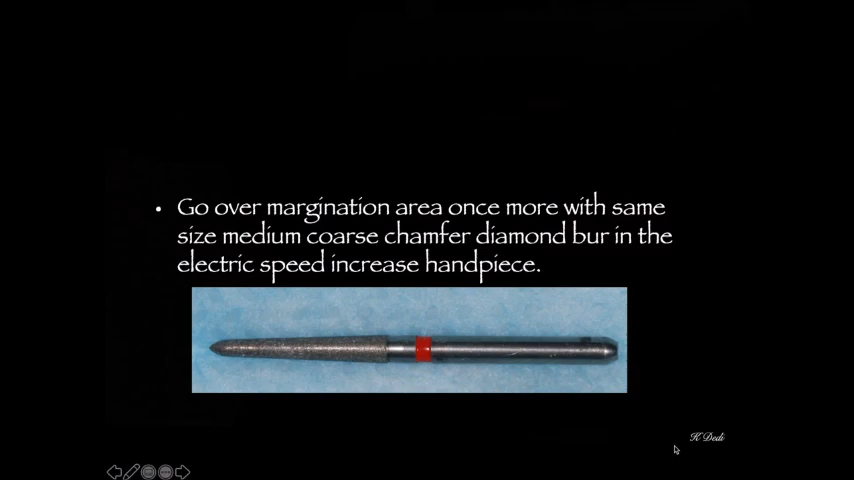 • Go over margination area once more with same
size medium coarse chamfer diamond bur in the
electric speed increase handpiece.
K Dedi